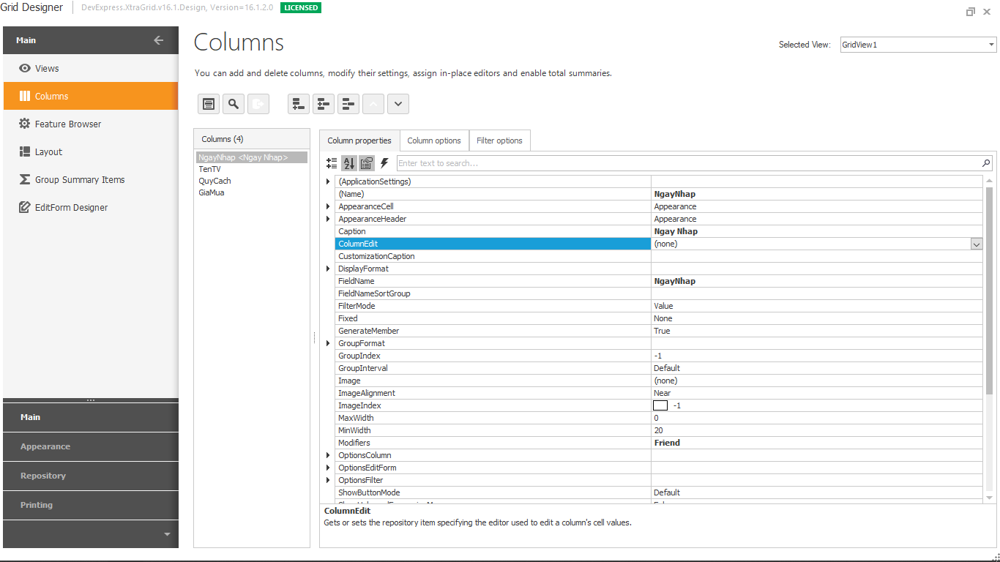 Grid Designer
DevExpress.XtraGrid.v16.1.Design, Version=16.1.2.0
LICENSED
Main
Views
Columns
Feature Browser
Layout
Group Summary Items
EditForm Designer
Main
Appearance
Repository
Printing
Columns
Selected View:
GridView1
You can add and delete columns, modify their settings, assign in-place editors and enable total summaries.
Columns (4)
NgayNhap <Ngay Nhap>
TenTV
QuyCach
GiaMua
Column properties
Column options
Filter options
Enter text to search...
(ApplicationSettings)
(Name) NgayNhap
AppearanceCell Appearance
AppearanceHeader Appearance
Caption Ngay Nhap
ColumnEdit (none)
CustomizationCaption
DisplayFormat
FieldName NgayNhap
FieldNameSortGroup
FilterMode Value
Fixed None
GenerateMember True
GroupFormat
GroupIndex -1
GroupInterval Default
Image (none)
ImageAlignment Near
ImageIndex -1
MaxWidth 0
MinWidth 20
Modifiers Friend
OptionsColumn
OptionsEditForm
OptionsFilter
ShowButtonMode Default
ColumnEdit
Gets or sets the repository item specifying the editor used to edit a column's cell values.